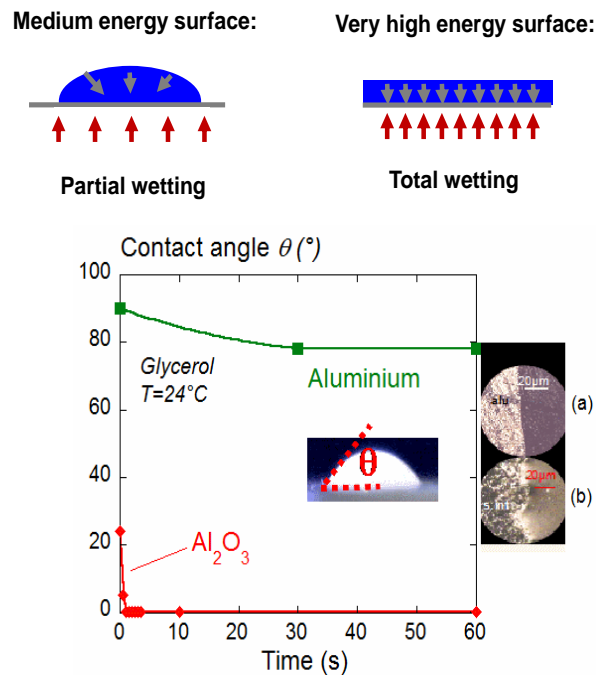 Medium energy surface:
Very high energy surface:
Partial wetting
Total wetting
Contact angle θ (°)
100
80
60
40
20
0
Glycerol
T=24°C
Aluminium
θ
Al₂O₃
0
10
20
30
40
50
60
Time (s)
20µm
alu
(a)
20µm
(b)